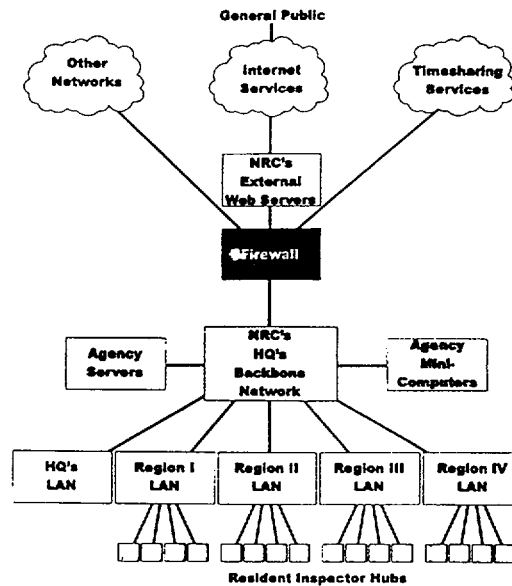 General Public
Other
Networks
Internet
Services
Timesharing
Services
NRC's
External
Web Servers
Firewall
Agency
Servers
NRC's
HQ's
Backbone
Network
Agency
Mini-
Computers
HQ's
LAN
Region I
LAN
Region II
LAN
Region III
LAN
Region IV
LAN
Resident Inspector Hubs